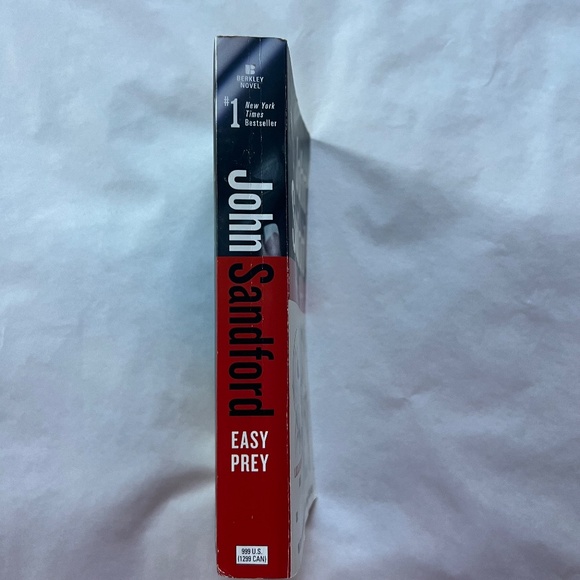 BERKLEY
NOVEL
#1 New York
Times
Bestseller
John Sandford
EASY
PREY
999 U.S.
(1299 CAN)